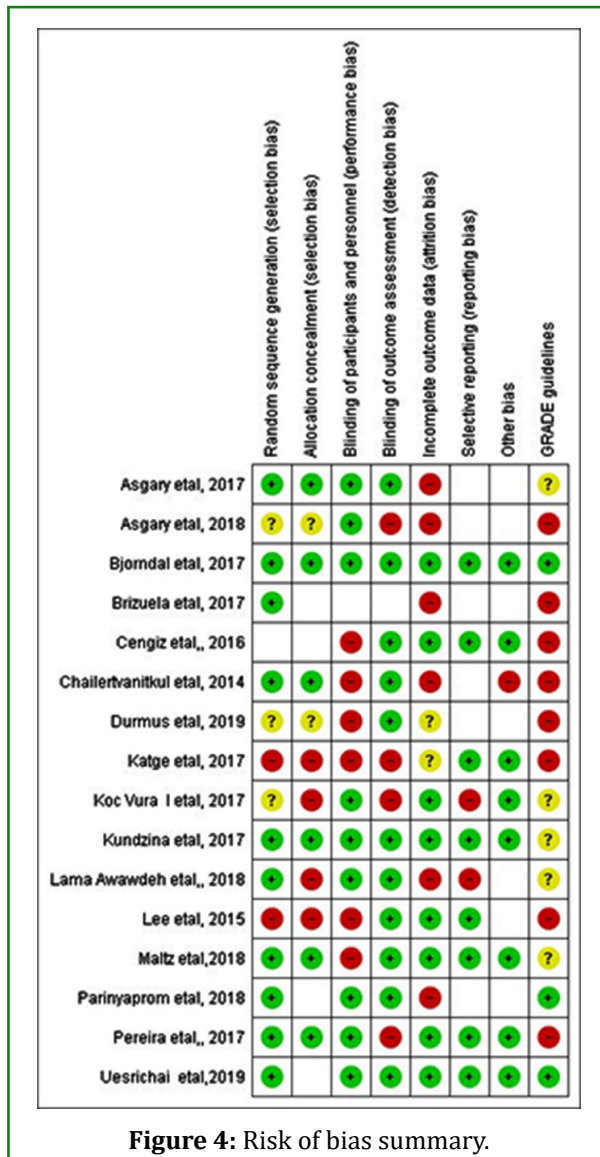 Random sequence generation (selection bias)
Allocation concealment (selection bias)
Blinding of participants and personnel (performance bias)
Blinding of outcome assessment (detection bias)
Incomplete outcome data (attrition bias)
Selective reporting (reporting bias)
Other bias
GRADE guidelines
Asgary etal, 2017 + + + + - ?
Asgary etal, 2018 ? ? + - - -
Bjorndal etal, 2017 + + + + + + + +
Brizuela etal, 2017 + - -
Cengiz etal,, 2016 - + + + + -
Chailertvanitkul etal, 2014 + + - + - - -
Durmus etal, 2019 ? ? - + ? -
Katge etal, 2017 - - - - ? + + -
Koc Vura l etal, 2017 ? - + - + - + ?
Kundzina etal, 2017 + + + + + + + ?
Lama Awawdeh etal,, 2018 + - + + - - ?
Lee etal, 2015 - - - + + + -
Maltz etal,2018 + + - + + + + ?
Parinyaprom etal, 2018 + + + - +
Pereira etal,, 2017 + + + - + + + -
Uesrichai etal,2019 + + + + + + +
Figure 4: Risk of bias summary.